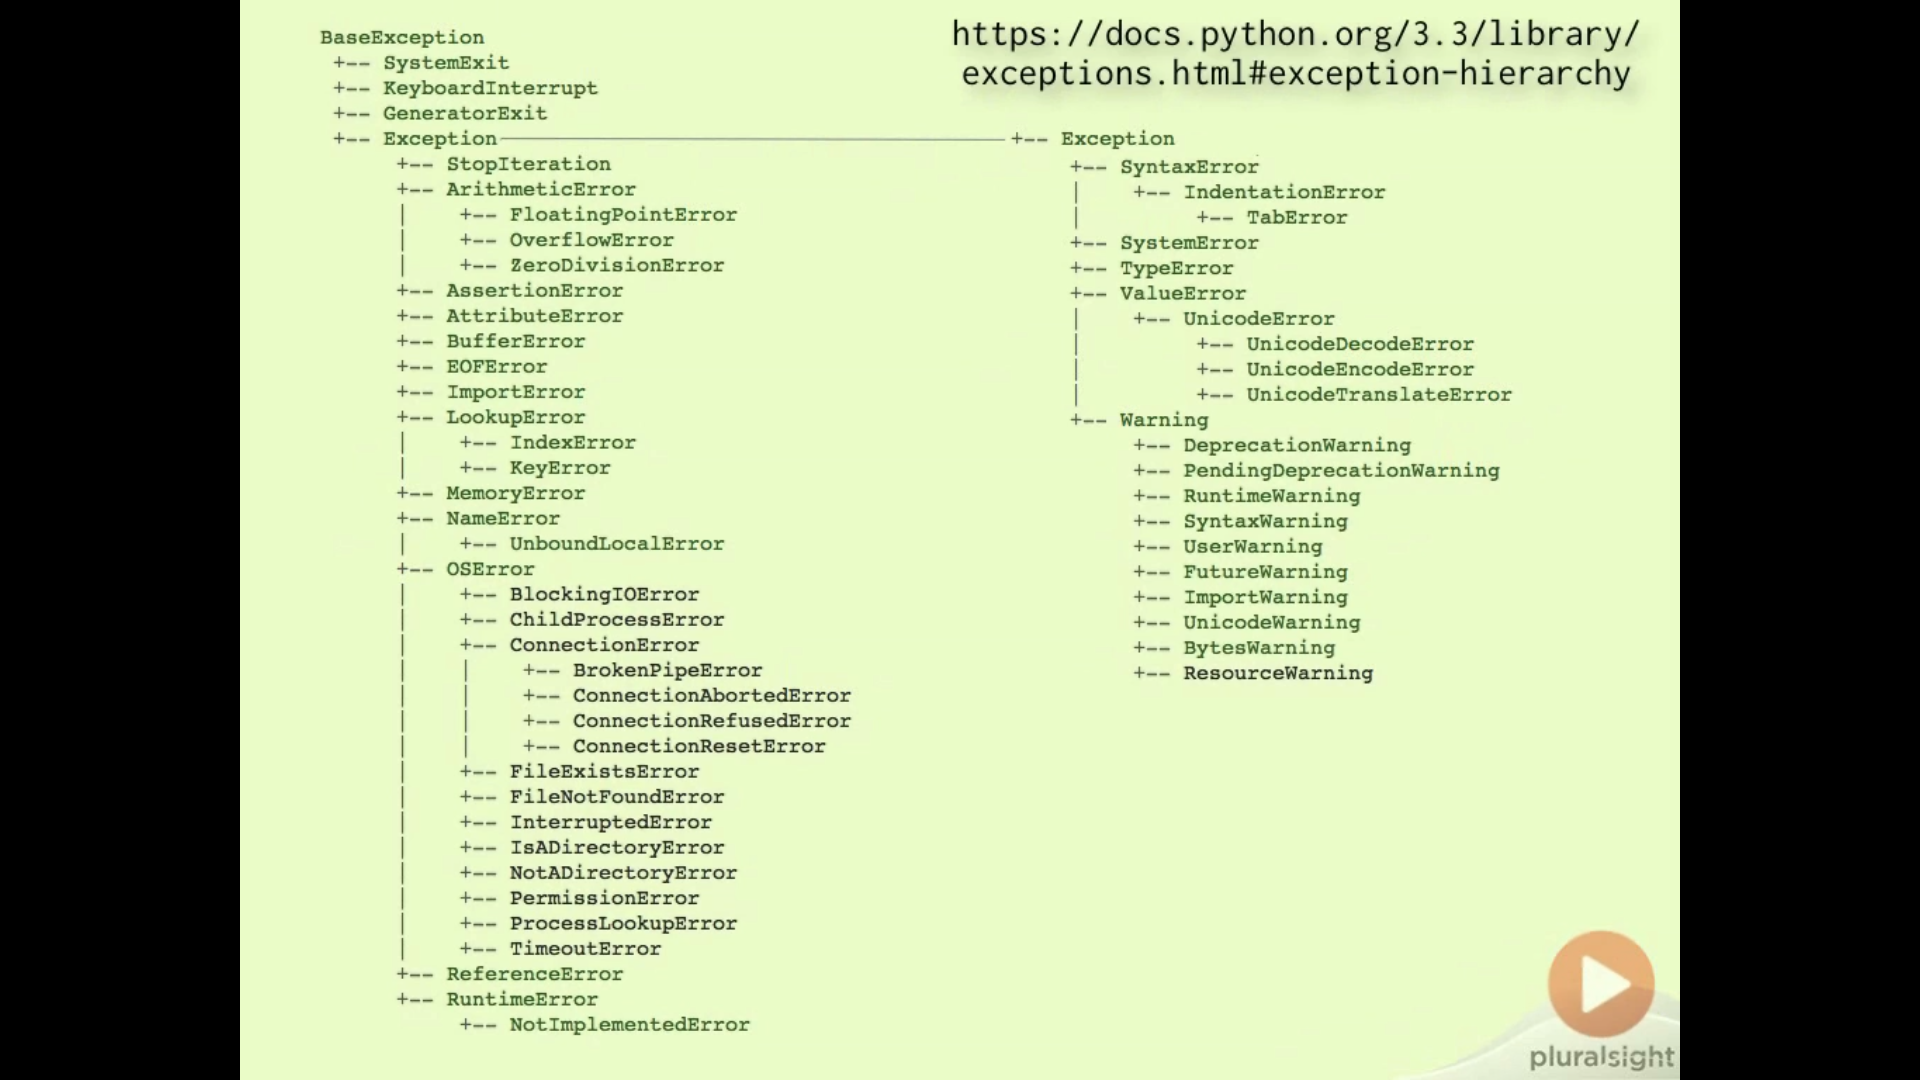 https://docs.python.org/3.3/library/
exceptions.html#exception-hierarchy
BaseException
+-- SystemExit
+-- KeyboardInterrupt
+-- GeneratorExit
+-- Exception
+-- StopIteration
+-- ArithmeticError
| +-- FloatingPointError
| +-- OverflowError
| +-- ZeroDivisionError
+-- AssertionError
+-- AttributeError
+-- BufferError
+-- EOFError
+-- ImportError
+-- LookupError
| +-- IndexError
| +-- KeyError
+-- MemoryError
+-- NameError
| +-- UnboundLocalError
+-- OSError
| +-- BlockingIOError
| +-- ChildProcessError
| +-- ConnectionError
| | +-- BrokenPipeError
| | +-- ConnectionAbortedError
| | +-- ConnectionRefusedError
| | +-- ConnectionResetError
| +-- FileExistsError
| +-- FileNotFoundError
| +-- InterruptedError
| +-- IsADirectoryError
| +-- NotADirectoryError
| +-- PermissionError
| +-- ProcessLookupError
| +-- TimeoutError
+-- ReferenceError
+-- RuntimeError
+-- NotImplementedError
+-- Exception
+-- SyntaxError
| +-- IndentationError
| +-- TabError
+-- SystemError
+-- TypeError
+-- ValueError
| +-- UnicodeError
| +-- UnicodeDecodeError
| +-- UnicodeEncodeError
| +-- UnicodeTranslateError
+-- Warning
+-- DeprecationWarning
+-- PendingDeprecationWarning
+-- RuntimeWarning
+-- SyntaxWarning
+-- UserWarning
+-- FutureWarning
+-- ImportWarning
+-- UnicodeWarning
+-- BytesWarning
+-- ResourceWarning
pluralsight